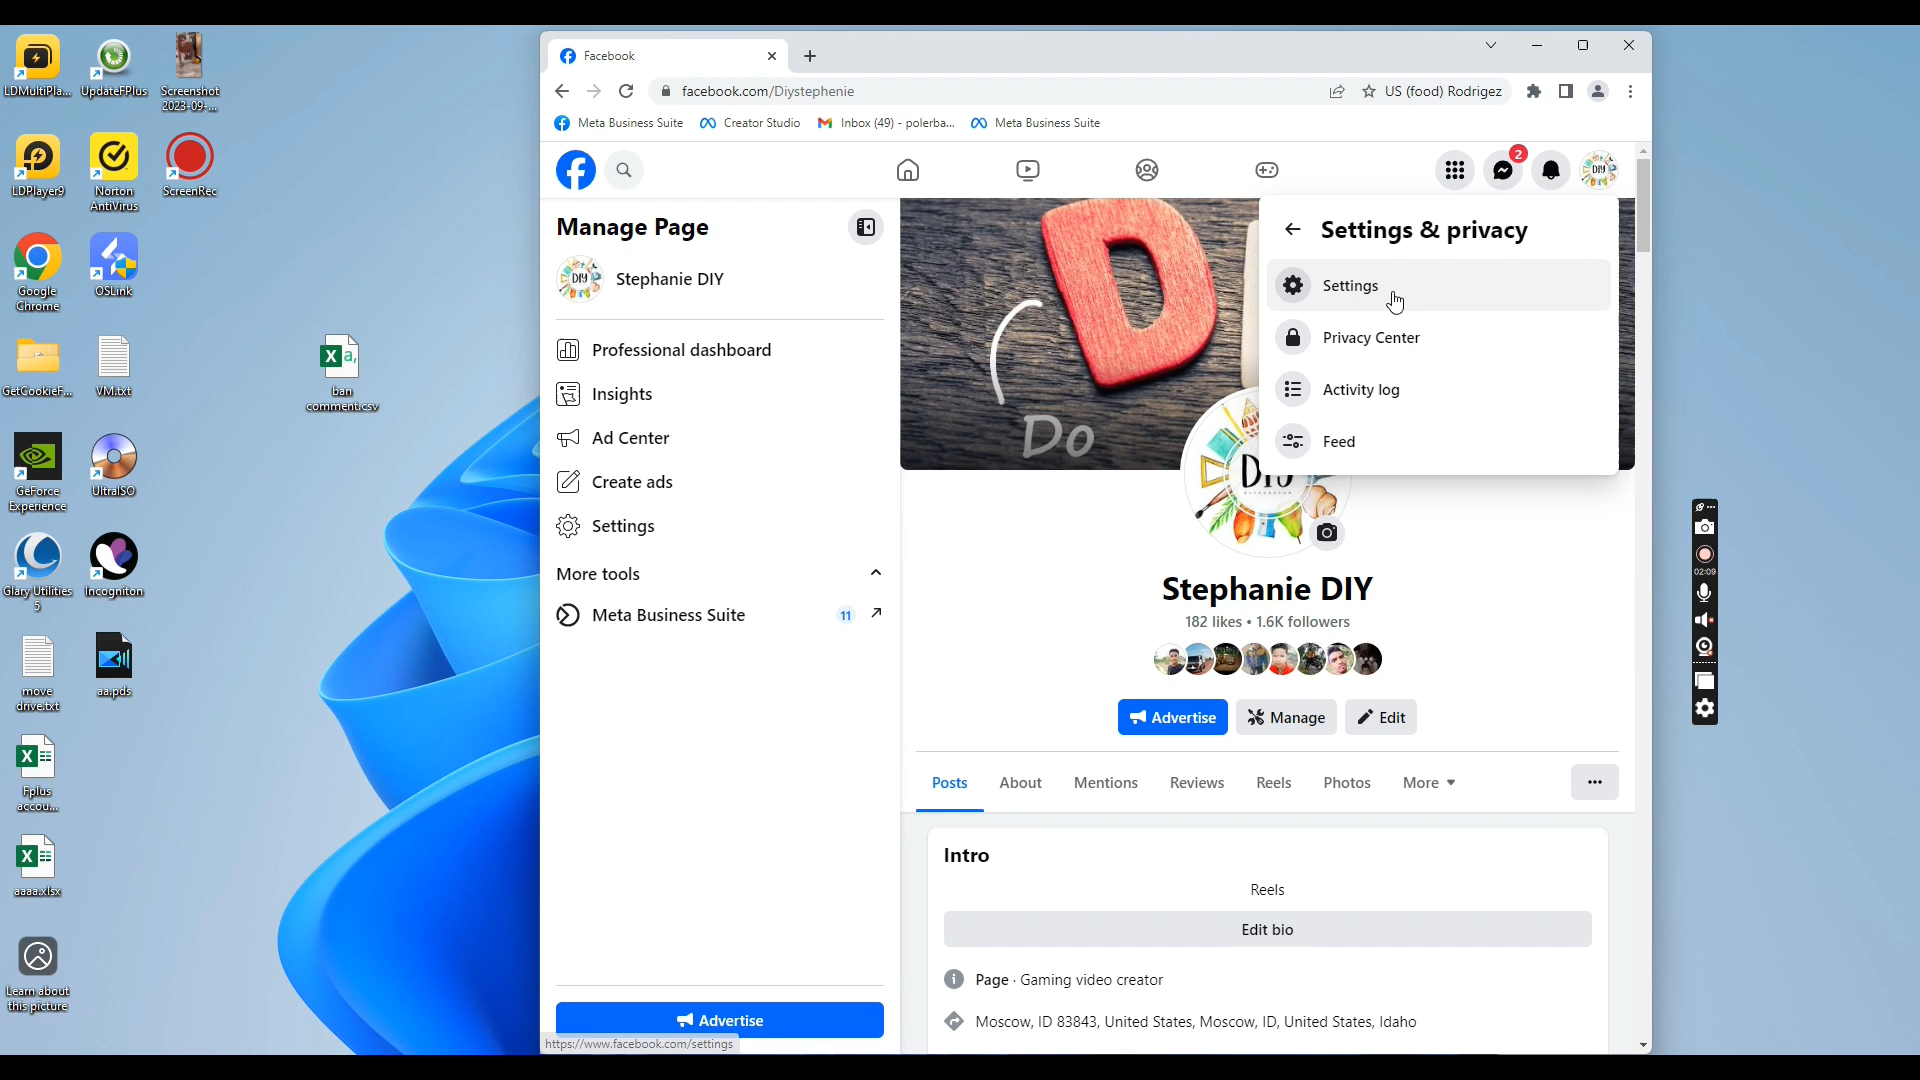 LDMultiPla...
UpdateFPlus
Screenshot
2023-09-...
LDPlayer9
Norton
AntiVirus
ScreenRec
Google
Chrome
OSLink
GetCookieF...
VM.txt
ban
comment.csv
GeForce
Experience
UltraISO
Glary Utilities
5
Incogniton
move
drive.txt
aa.pds
Fplus
accou...
aaaa.xlsx
Learn about
this picture
Facebook
facebook.com/Diystephenie
US (food) Rodrigez
Meta Business Suite
Creator Studio
Inbox (49) - polerba...
Meta Business Suite
2
DIY
Manage Page
DIY
Stephanie DIY
Professional dashboard
Insights
Ad Center
Create ads
Settings
More tools
Meta Business Suite
11
Advertise
https://www.facebook.com/settings
D
Do
Settings & privacy
Settings
Privacy Center
Activity log
Feed
Stephanie DIY
182 likes • 1.6K followers
Advertise
Manage
Edit
Posts
About
Mentions
Reviews
Reels
Photos
More
Intro
Reels
Edit bio
Page · Gaming video creator
Moscow, ID 83843, United States, Moscow, ID, United States, Idaho
02:09